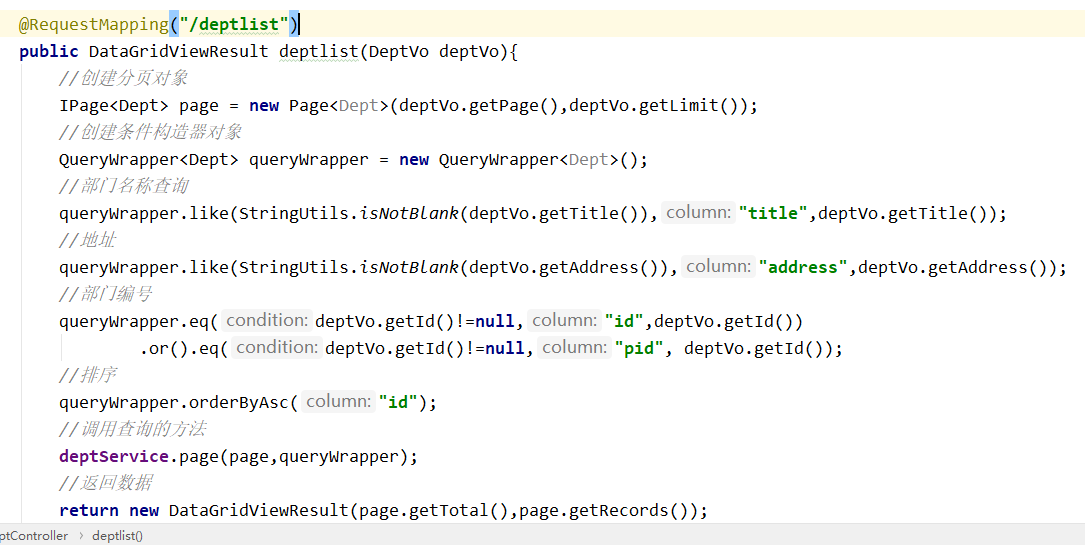 @RequestMapping("/deptlist")
public DataGridViewResult deptlist(DeptVo deptVo){
//创建分页对象
IPage<Dept> page = new Page<Dept>(deptVo.getPage(),deptVo.getLimit());
//创建条件构造器对象
QueryWrapper<Dept> queryWrapper = new QueryWrapper<Dept>();
//部门名称查询
queryWrapper.like(StringUtils.isNotBlank(deptVo.getTitle()), column: "title",deptVo.getTitle());
//地址
queryWrapper.like(StringUtils.isNotBlank(deptVo.getAddress()), column: "address",deptVo.getAddress());
//部门编号
queryWrapper.eq( condition: deptVo.getId()!=null, column: "id",deptVo.getId())
.or().eq( condition: deptVo.getId()!=null, column: "pid", deptVo.getId());
//排序
queryWrapper.orderByAsc( column: "id");
//调用查询的方法
deptService.page(page,queryWrapper);
//返回数据
return new DataGridViewResult(page.getTotal(),page.getRecords());
ptController › deptlist()